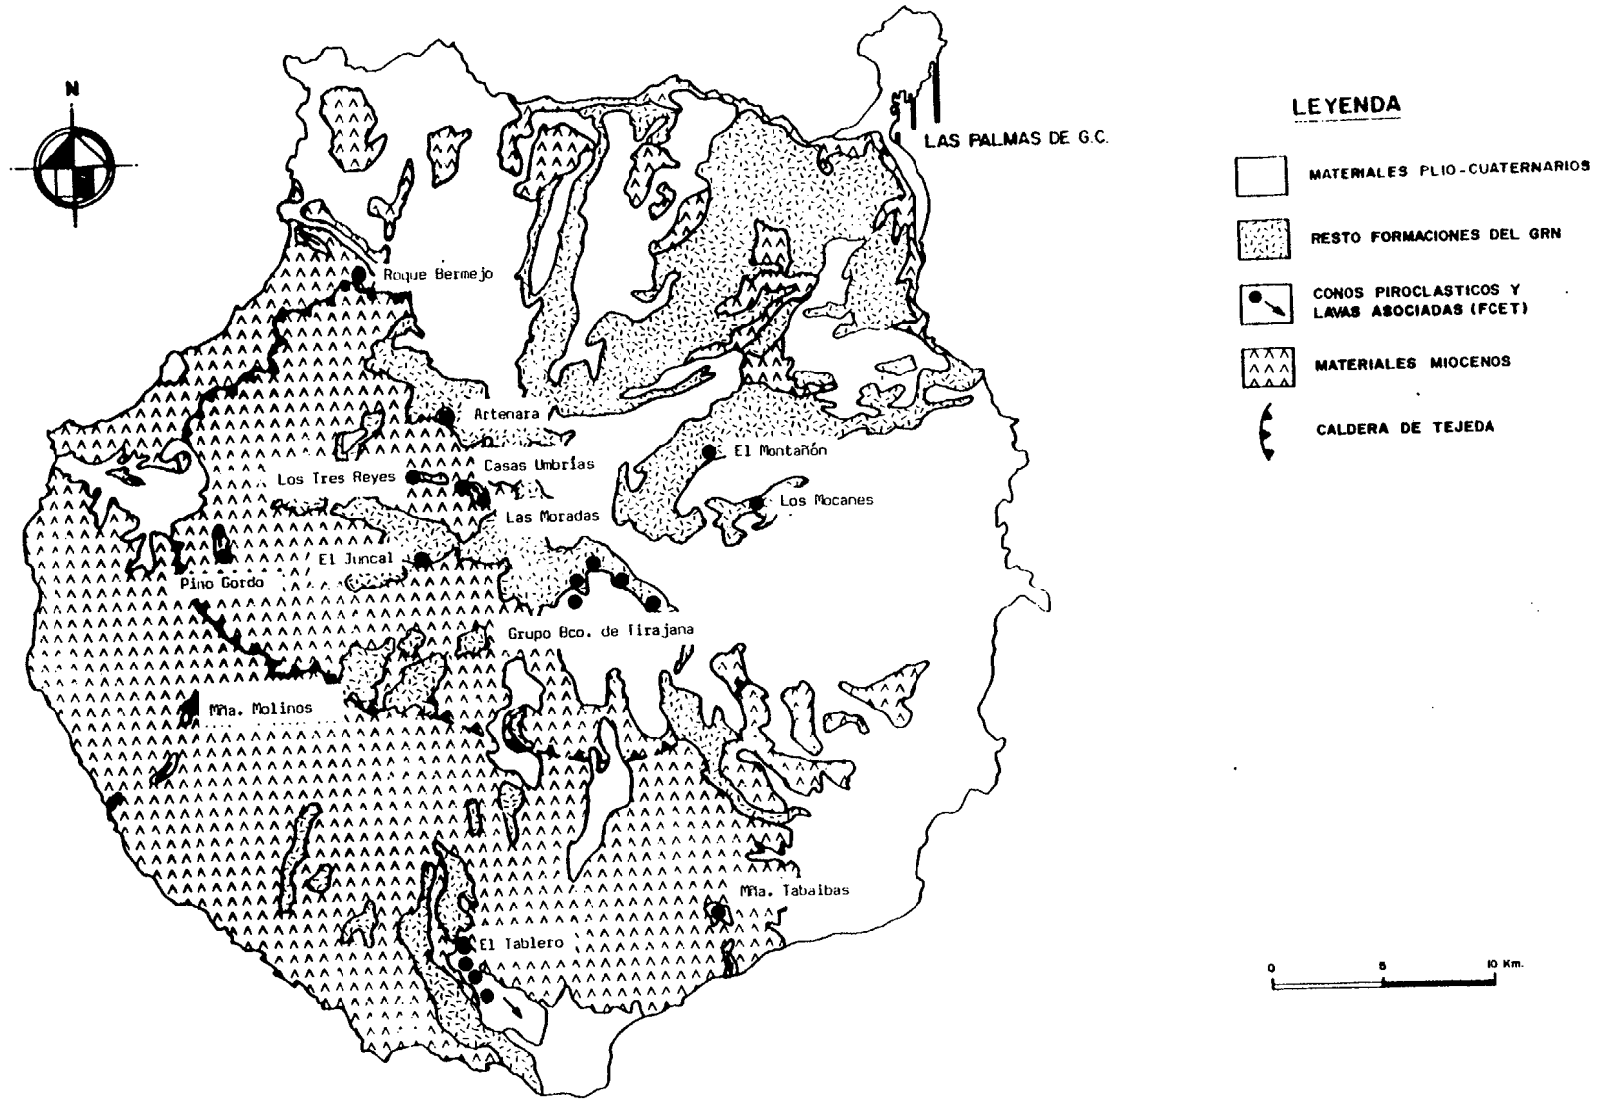 N
LAS PALMAS DE G.C.
LEYENDA
MATERIALES PLIO-CUATERNARIOS
RESTO FORMACIONES DEL GRN
CONOS PIROCLASTICOS Y
LAVAS ASOCIADAS (FCET)
MATERIALES MIOCENOS
CALDERA DE TEJEDA
Roque Bermejo
Artenara
El Montañón
Casas Umbrías
Los Tres Reyes
Los Mocanes
Las Moradas
El Juncal
Pino Gordo
Grupo Bco. de Tirajana
Mña. Molinos
Mña. Tabaibas
El Tablero
0 5 10 Km.